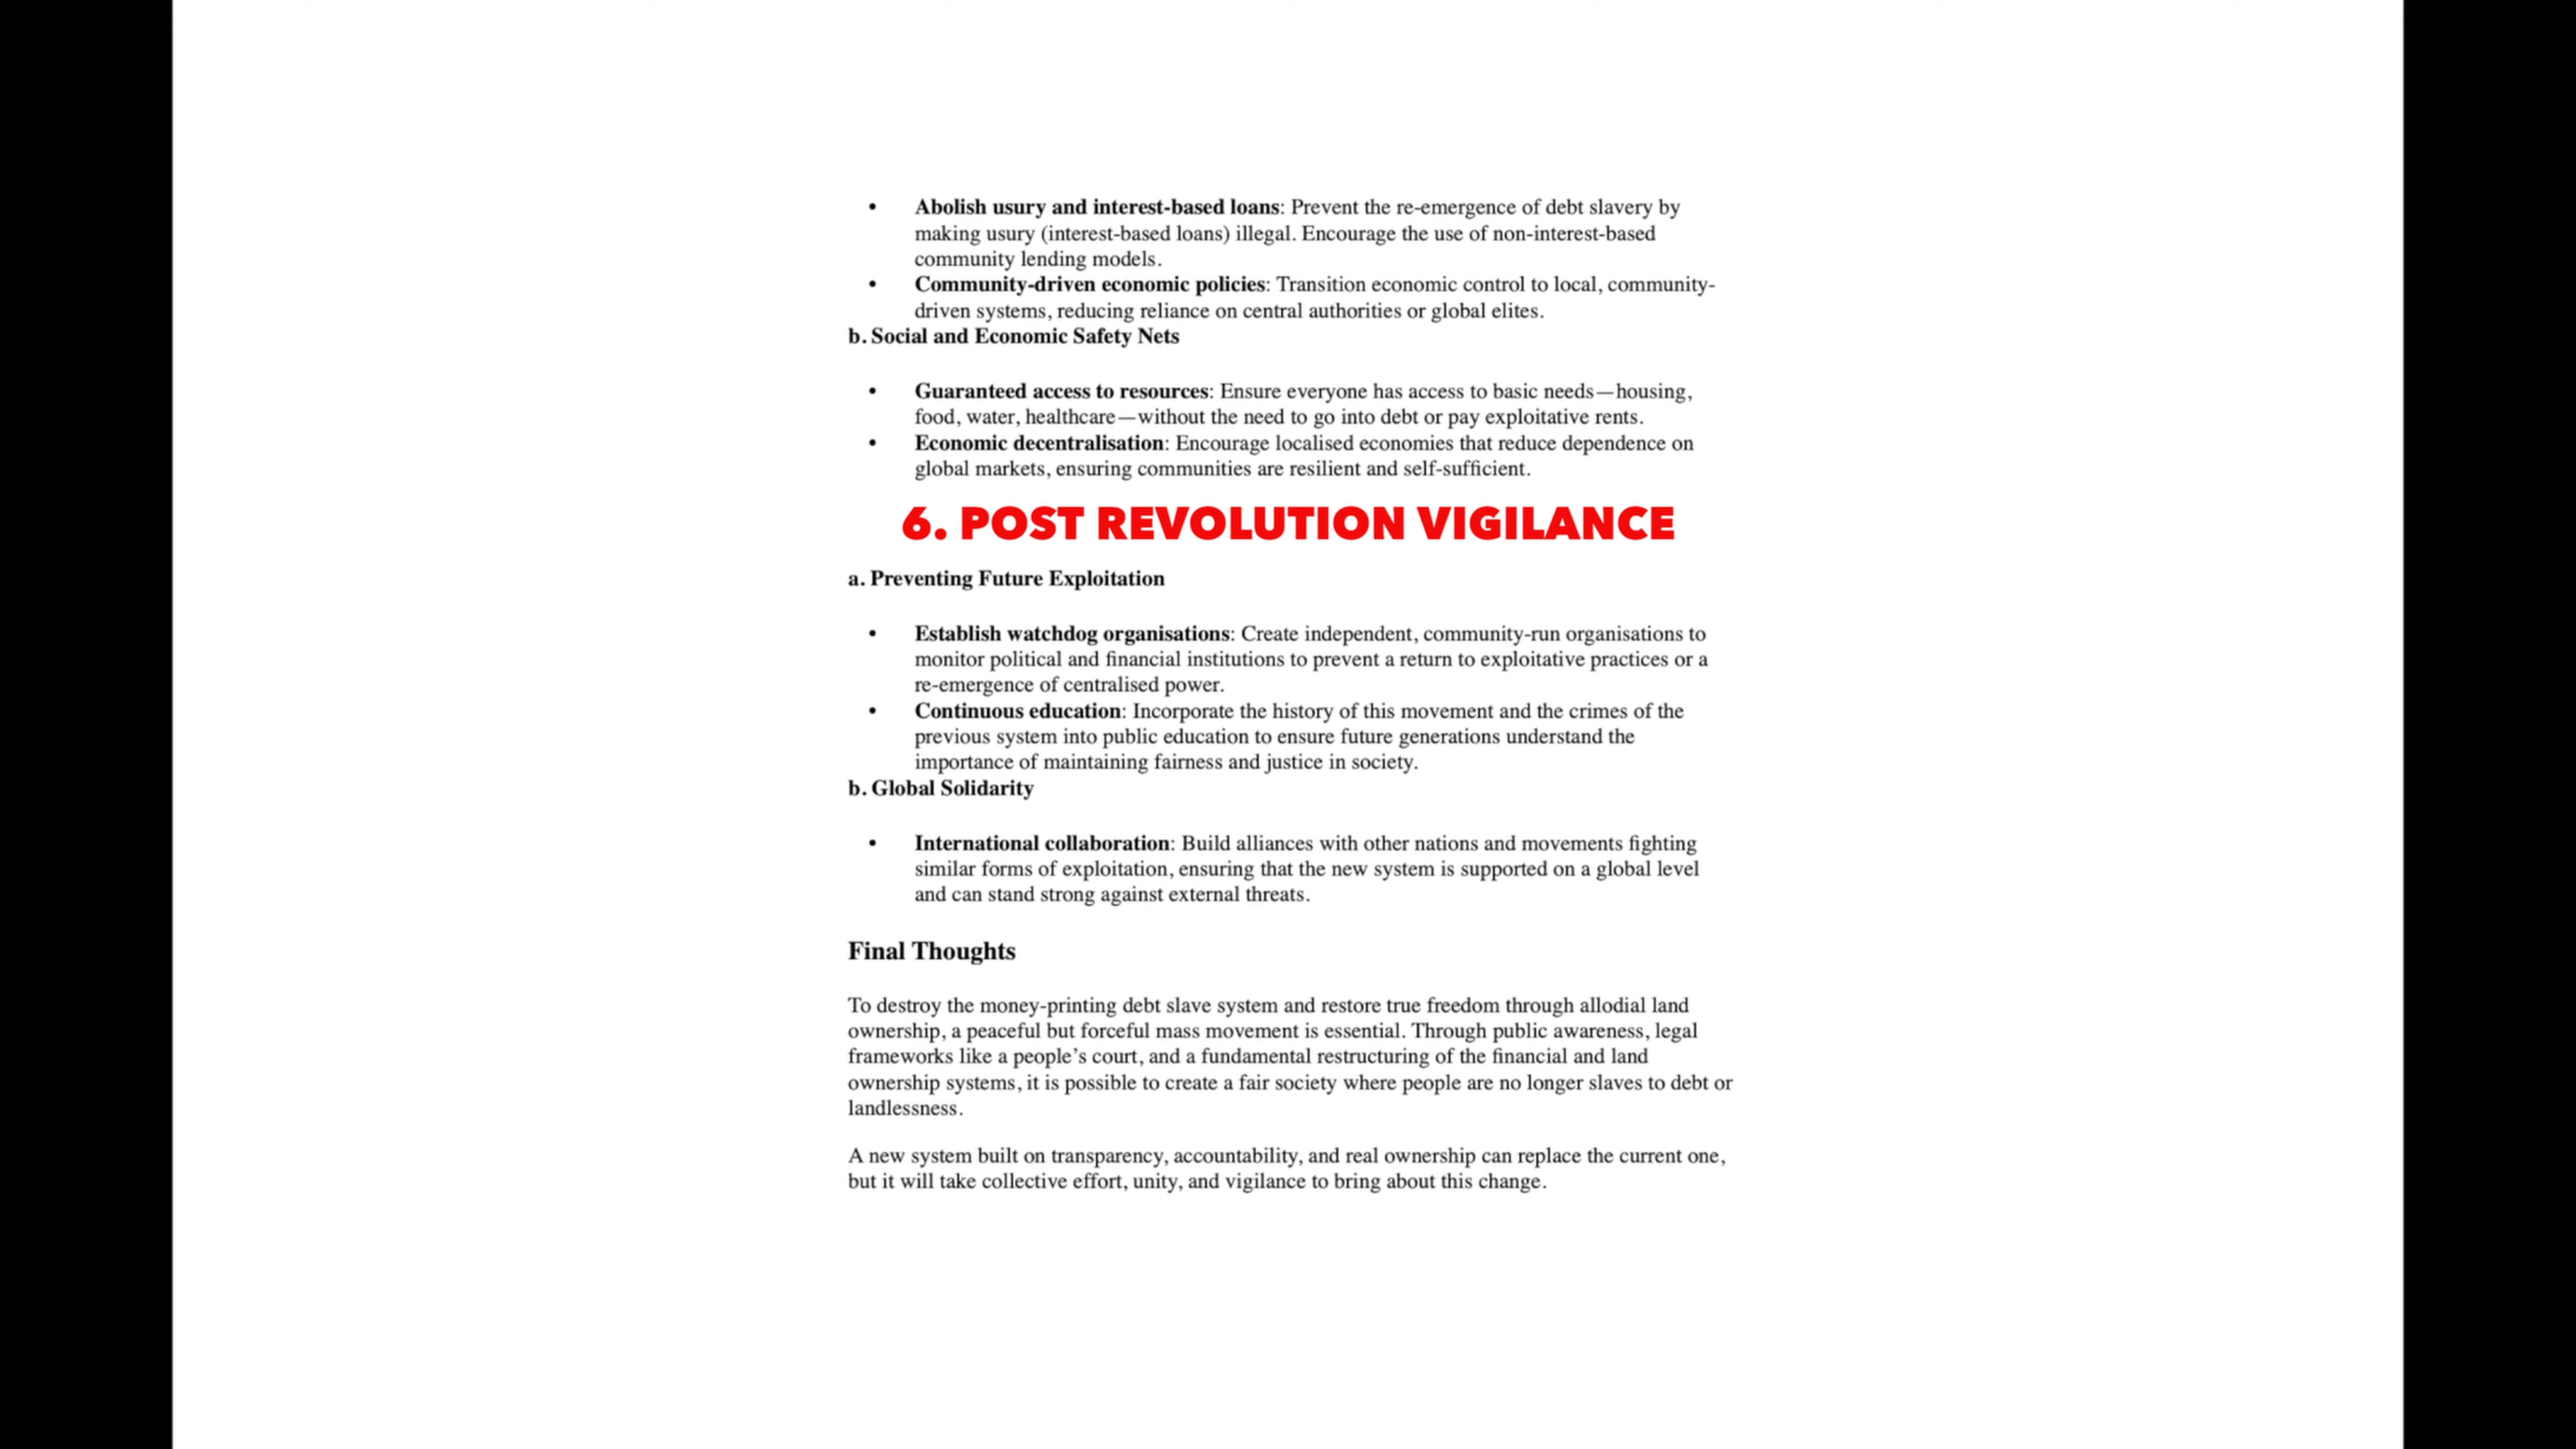 • Abolish usury and interest-based loans: Prevent the re-emergence of debt slavery by
making usury (interest-based loans) illegal. Encourage the use of non-interest-based
community lending models.
• Community-driven economic policies: Transition economic control to local, community-
driven systems, reducing reliance on central authorities or global elites.
b. Social and Economic Safety Nets
• Guaranteed access to resources: Ensure everyone has access to basic needs—housing,
food, water, healthcare—without the need to go into debt or pay exploitative rents.
• Economic decentralisation: Encourage localised economies that reduce dependence on
global markets, ensuring communities are resilient and self-sufficient.
6. POST REVOLUTION VIGILANCE
a. Preventing Future Exploitation
• Establish watchdog organisations: Create independent, community-run organisations to
monitor political and financial institutions to prevent a return to exploitative practices or a
re-emergence of centralised power.
• Continuous education: Incorporate the history of this movement and the crimes of the
previous system into public education to ensure future generations understand the
importance of maintaining fairness and justice in society.
b. Global Solidarity
• International collaboration: Build alliances with other nations and movements fighting
similar forms of exploitation, ensuring that the new system is supported on a global level
and can stand strong against external threats.
Final Thoughts
To destroy the money-printing debt slave system and restore true freedom through allodial land
ownership, a peaceful but forceful mass movement is essential. Through public awareness, legal
frameworks like a people’s court, and a fundamental restructuring of the financial and land
ownership systems, it is possible to create a fair society where people are no longer slaves to debt or
landlessness.
A new system built on transparency, accountability, and real ownership can replace the current one,
but it will take collective effort, unity, and vigilance to bring about this change.